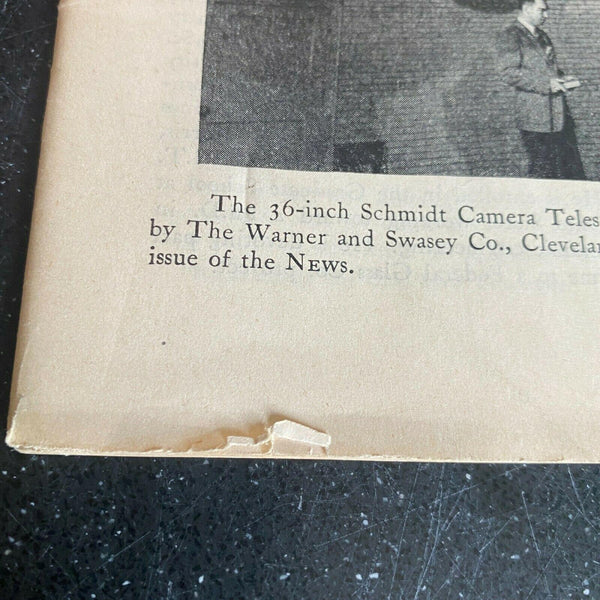 The 36-inch Schmidt Camera Teles
by The Warner and Swasey Co., Clevelan
issue of the News.